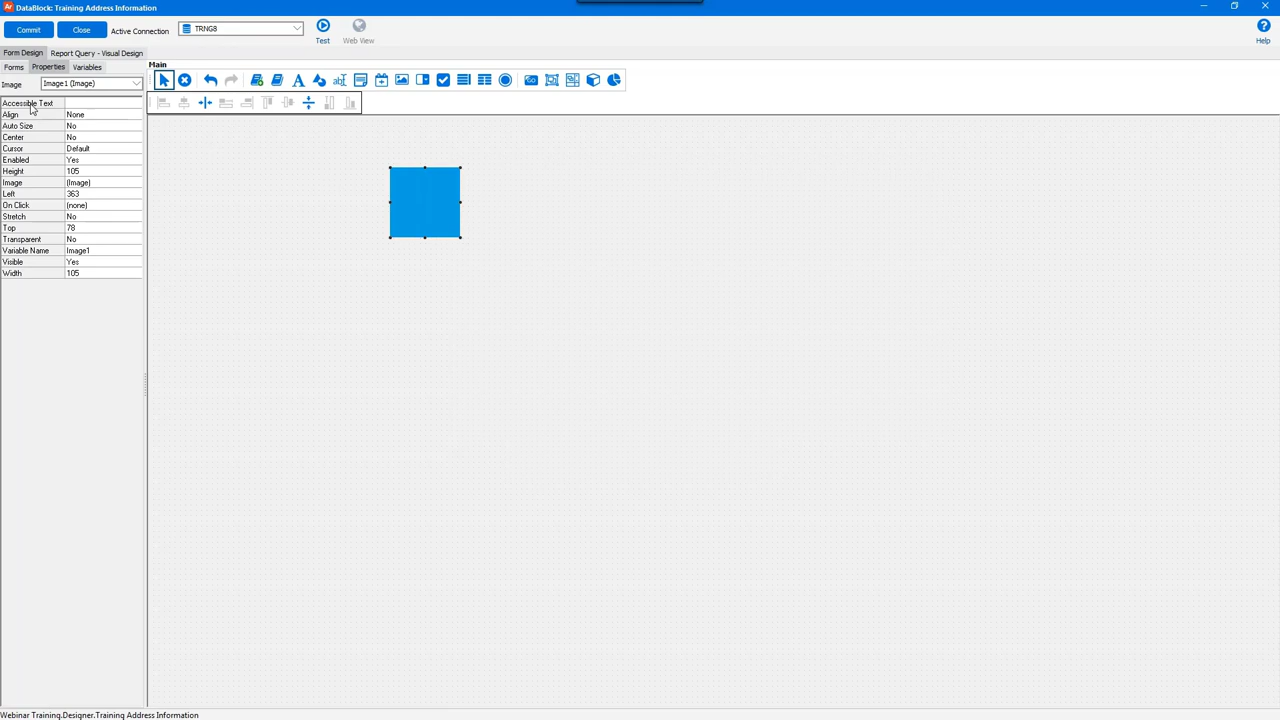 DataBlock: Training Address Information
Commit
Close
Active Connection
TRNG8
Test
Web View
Help
Form Design
Report Query - Visual Design
Forms
Properties
Variables
Main
Image
Image1 (Image)
Accessible Text
Align None
Auto Size No
Center No
Cursor Default
Enabled Yes
Height 105
Image (Image)
Left 363
On Click (none)
Stretch No
Top 78
Transparent No
Variable Name Image1
Visible Yes
Width 105
Webinar Training.Designer.Training Address Information